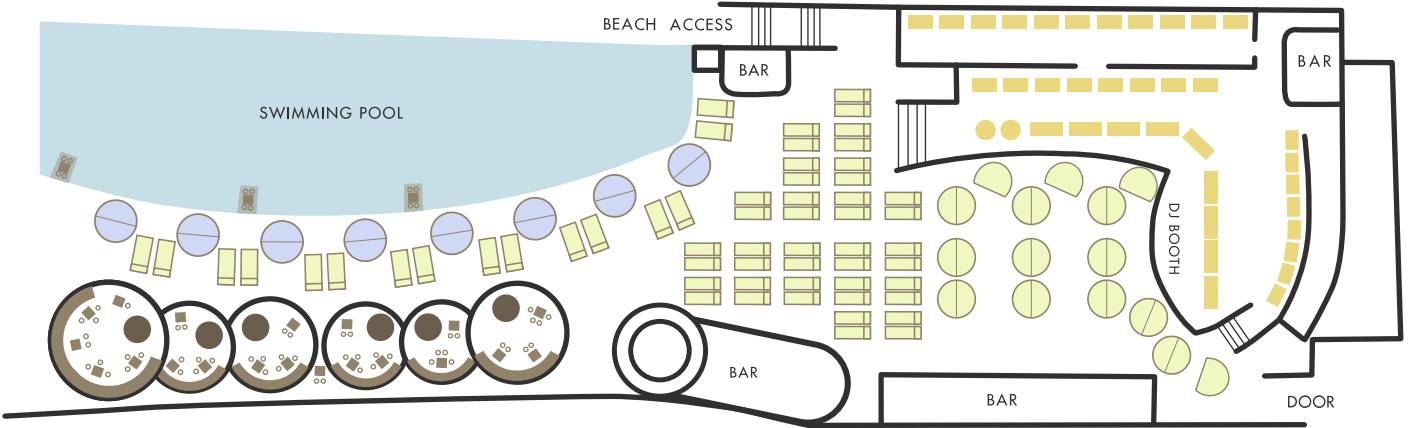 BEACH ACCESS
BAR
BAR
SWIMMING POOL
DJ BOOTH
BAR
BAR
DOOR